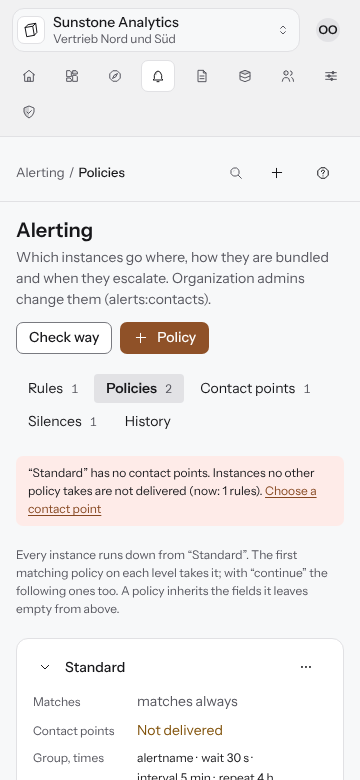 Sunstone Analytics
Vertrieb Nord und Süd
OO
Alerting / Policies
Alerting
Which instances go where, how they are bundled
and when they escalate. Organization admins
change them (alerts:contacts).
Check way
+ Policy
Rules 1
Policies 2
Contact points 1
Silences 1
History
“Standard” has no contact points. Instances no other
policy takes are not delivered (now: 1 rules). Choose a
contact point
Every instance runs down from “Standard”. The first
matching policy on each level takes it; with “continue” the
following ones too. A policy inherits the fields it leaves
empty from above.
Standard
Matches matches always
Contact points Not delivered
Group, times alertname · wait 30 s ·
interval 5 min · repeat 4 h